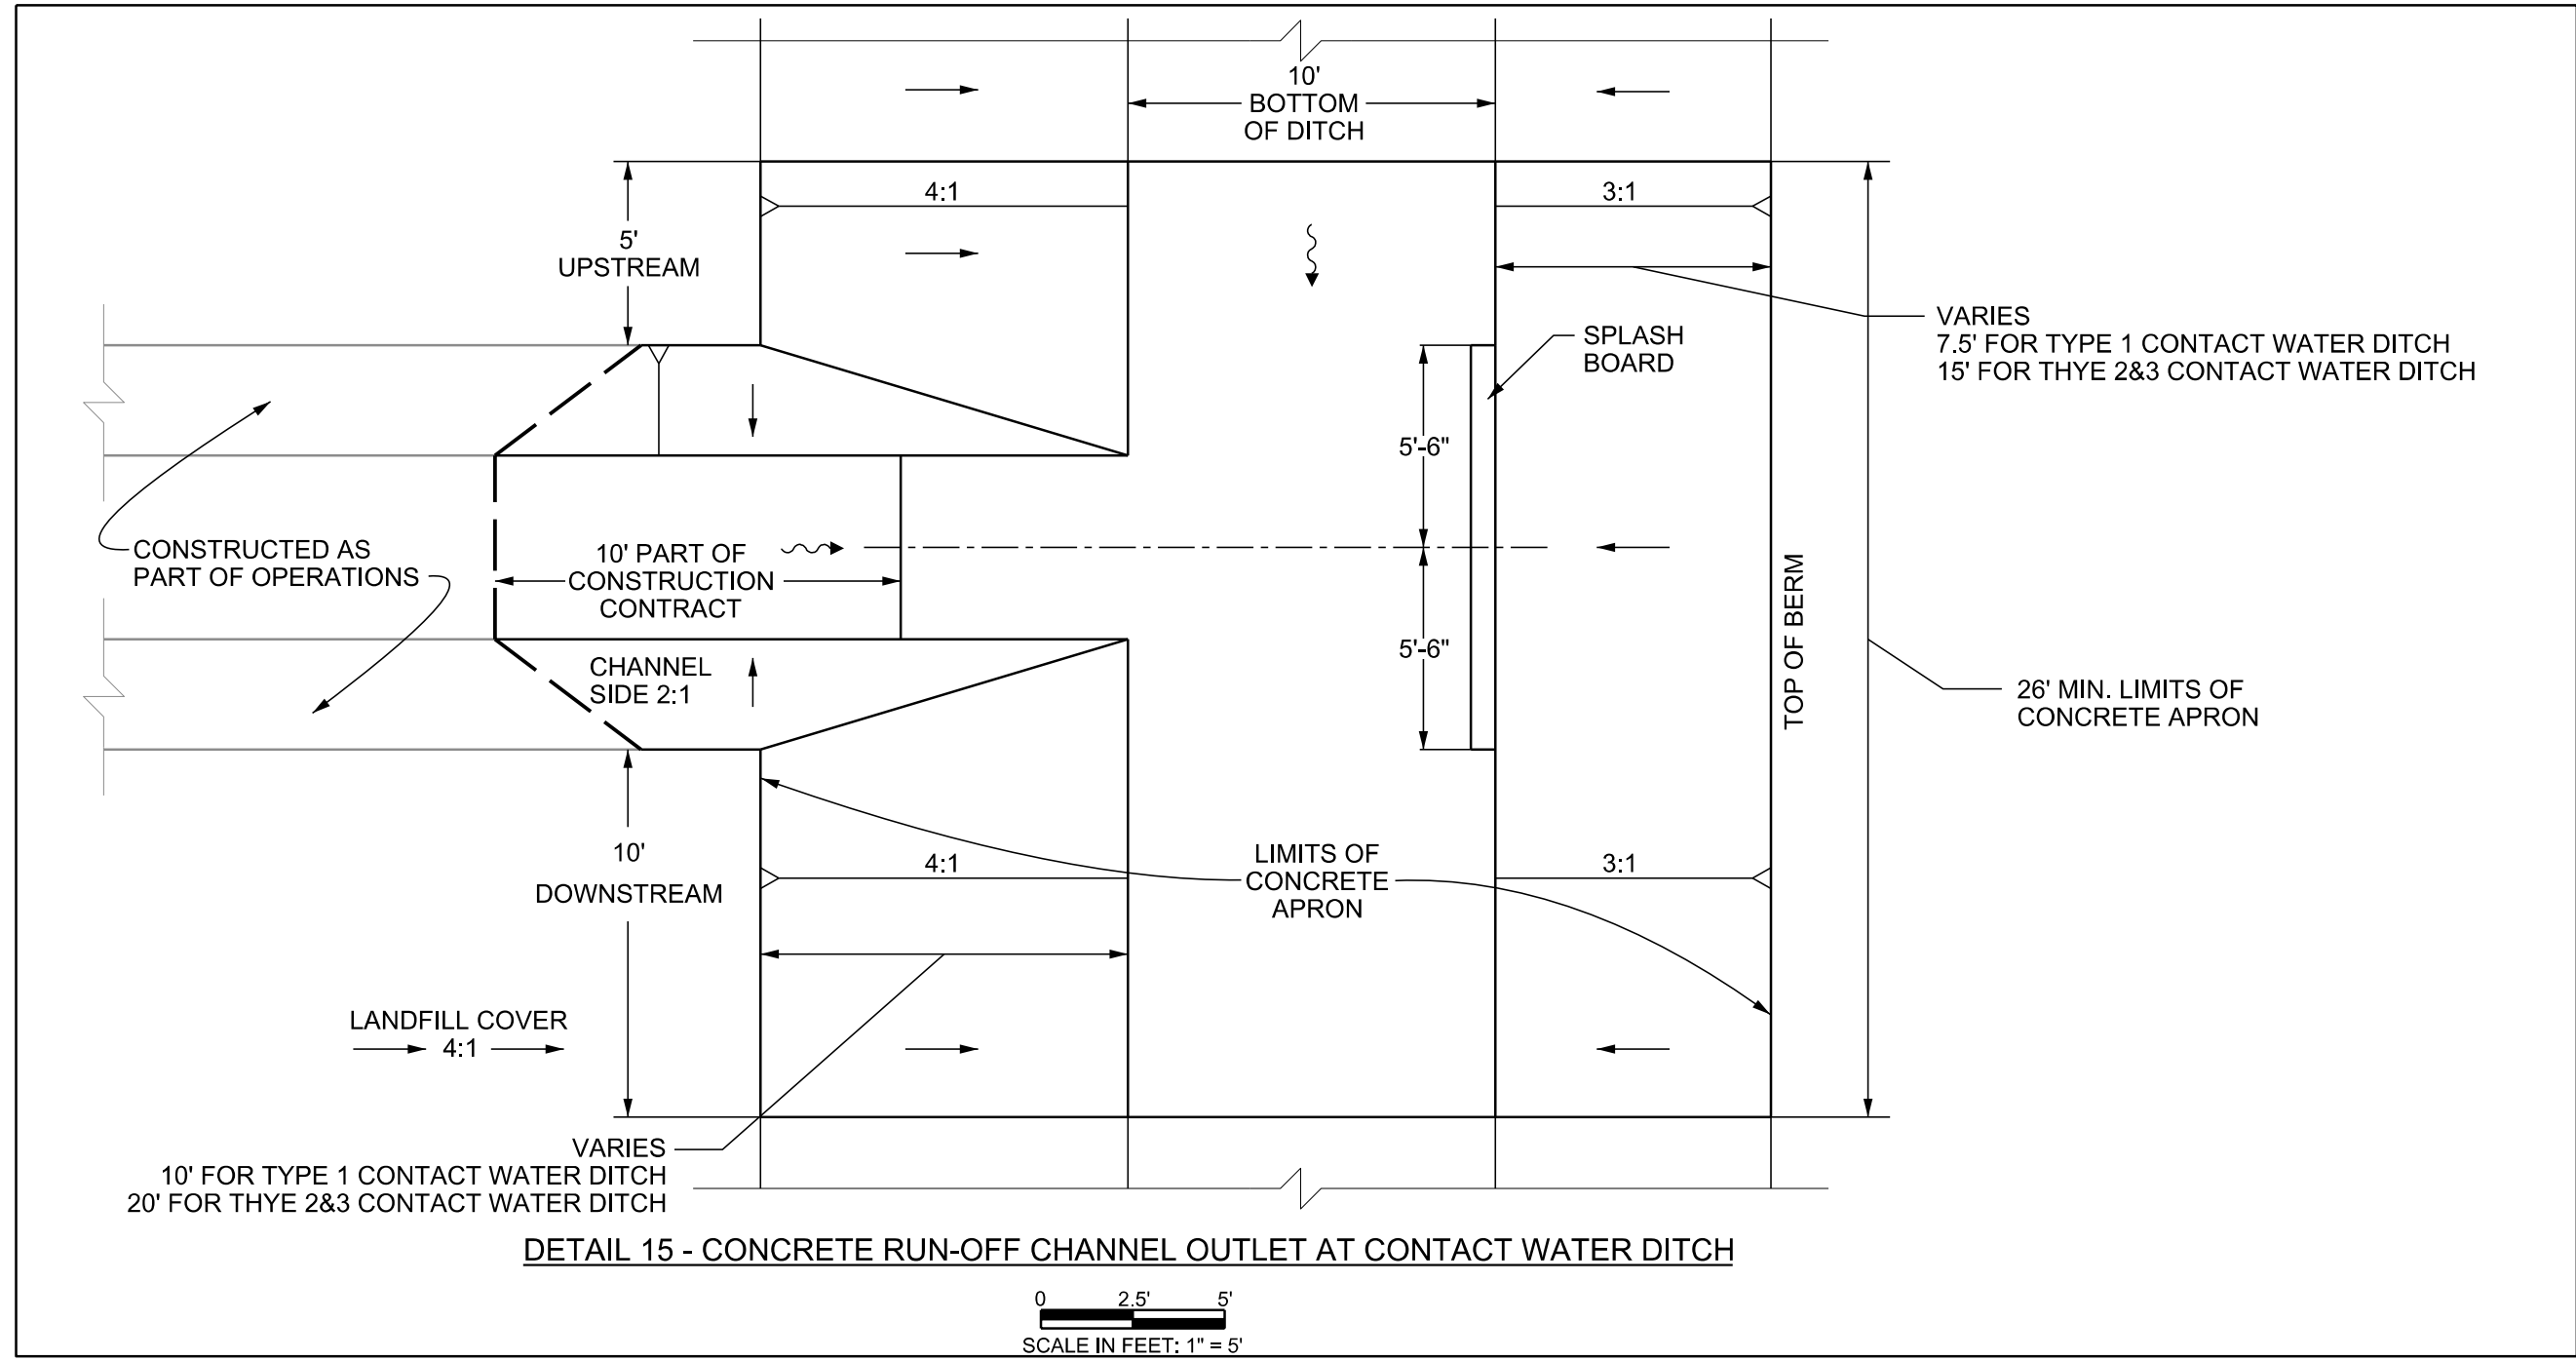 10'
BOTTOM
OF DITCH
4:1
3:1
5'
UPSTREAM
VARIES
7.5' FOR TYPE 1 CONTACT WATER DITCH
15' FOR THYE 2&3 CONTACT WATER DITCH
SPLASH
BOARD
5'-6"
CONSTRUCTED AS
PART OF OPERATIONS
10' PART OF
CONSTRUCTION
CONTRACT
5'-6"
TOP OF BERM
CHANNEL
SIDE 2:1
26' MIN. LIMITS OF
CONCRETE APRON
10'
DOWNSTREAM
4:1
LIMITS OF
CONCRETE
APRON
3:1
LANDFILL COVER
4:1
VARIES
10' FOR TYPE 1 CONTACT WATER DITCH
20' FOR THYE 2&3 CONTACT WATER DITCH
DETAIL 15 - CONCRETE RUN-OFF CHANNEL OUTLET AT CONTACT WATER DITCH
0 2.5' 5'
SCALE IN FEET: 1" = 5'